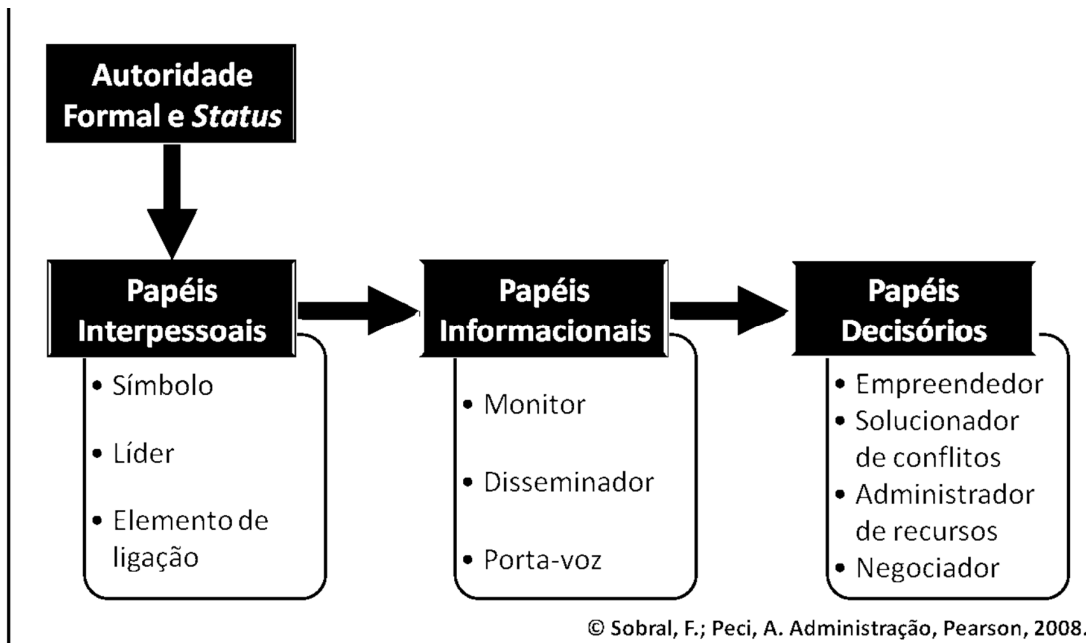 Autoridade
Formal e Status
Papéis
Interpessoais
• Símbolo
• Líder
• Elemento de
ligação
Papéis
Informacionais
• Monitor
• Disseminador
• Porta-voz
Papéis
Decisórios
• Empreendedor
• Solucionador
de conflitos
• Administrador
de recursos
• Negociador
© Sobral, F.; Peci, A. Administração, Pearson, 2008.